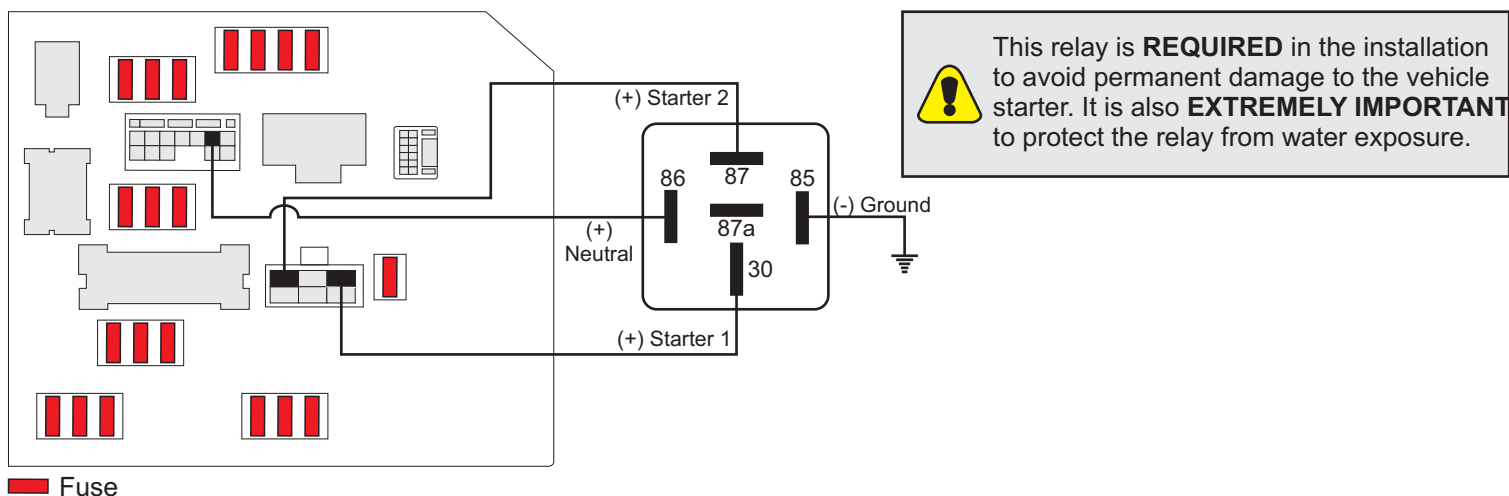 (+) Starter 2
86
87
85
87a
30
(+)
Neutral
(-) Ground
(+) Starter 1
This relay is REQUIRED in the installation
to avoid permanent damage to the vehicle
starter. It is also EXTREMELY IMPORTANT
to protect the relay from water exposure.
Fuse